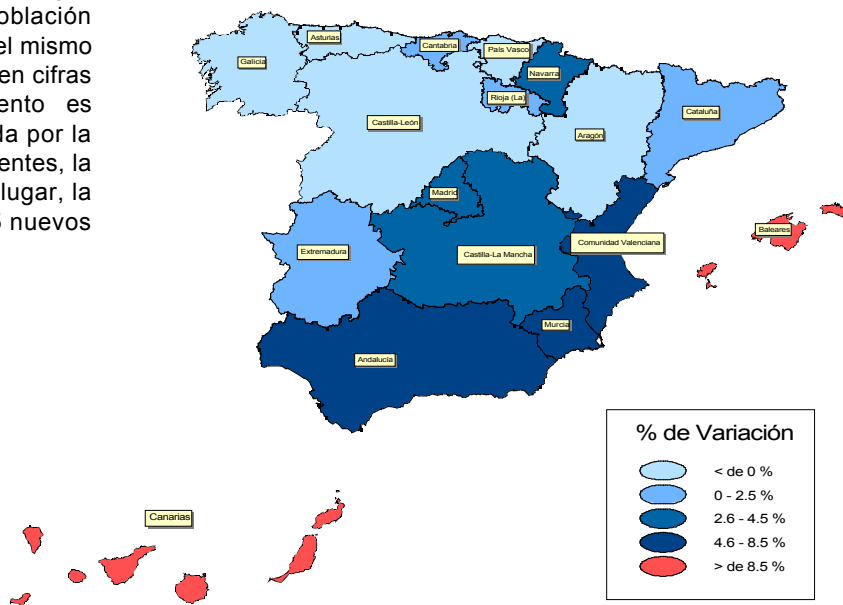 oblación
el mismo
en cifras
ento es
da por la
entes, la
lugar, la
nuevos
Asturias
Cantabria
País Vasco
Galicia
Navarra
Rioja (La)
Castilla-León
Cataluña
Aragón
Madrid
Baleares
Extremadura
Castilla-La Mancha
Comunidad Valenciana
Murcia
Andalucía
Canarias
% de Variación
< de 0 %
0 - 2.5 %
2.6 - 4.5 %
4.6 - 8.5 %
> de 8.5 %